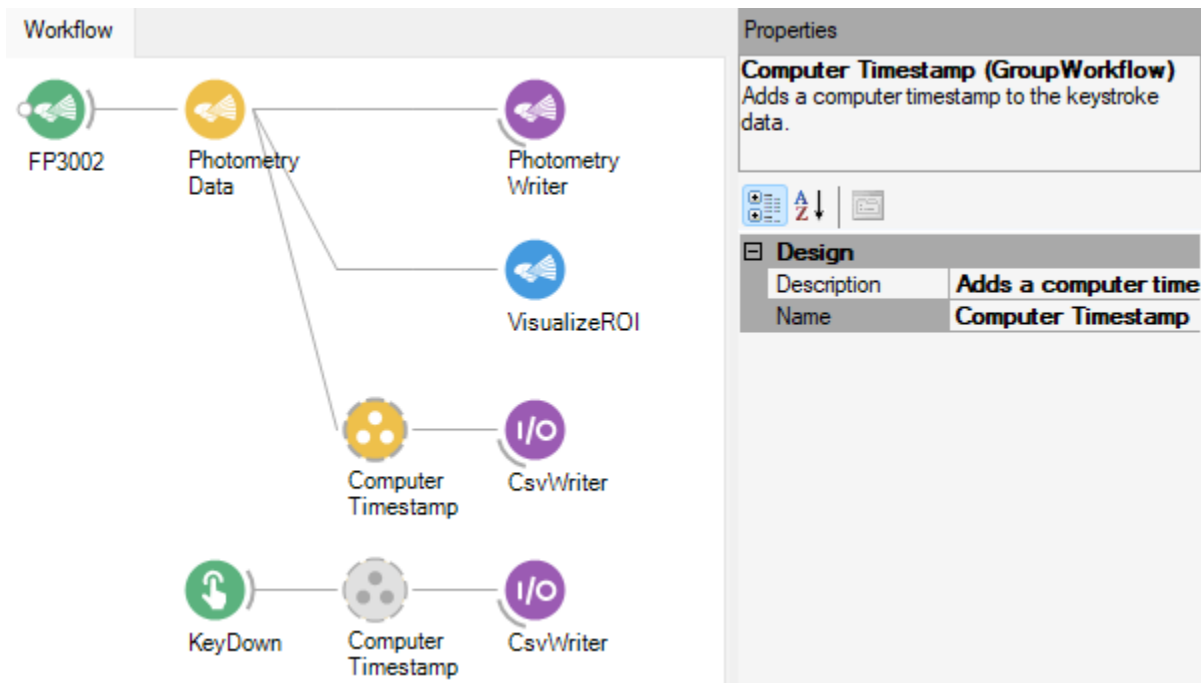 Workflow
FP3002
Photometry
Data
Photometry
Writer
VisualizeROI
I/O
Computer
Timestamp
CsvWriter
I/O
KeyDown
Computer
Timestamp
CsvWriter
Properties
Computer Timestamp (GroupWorkflow)
Adds a computer timestamp to the keystroke
data.
A
Z
Design
Description Adds a computer time
Name Computer Timestamp